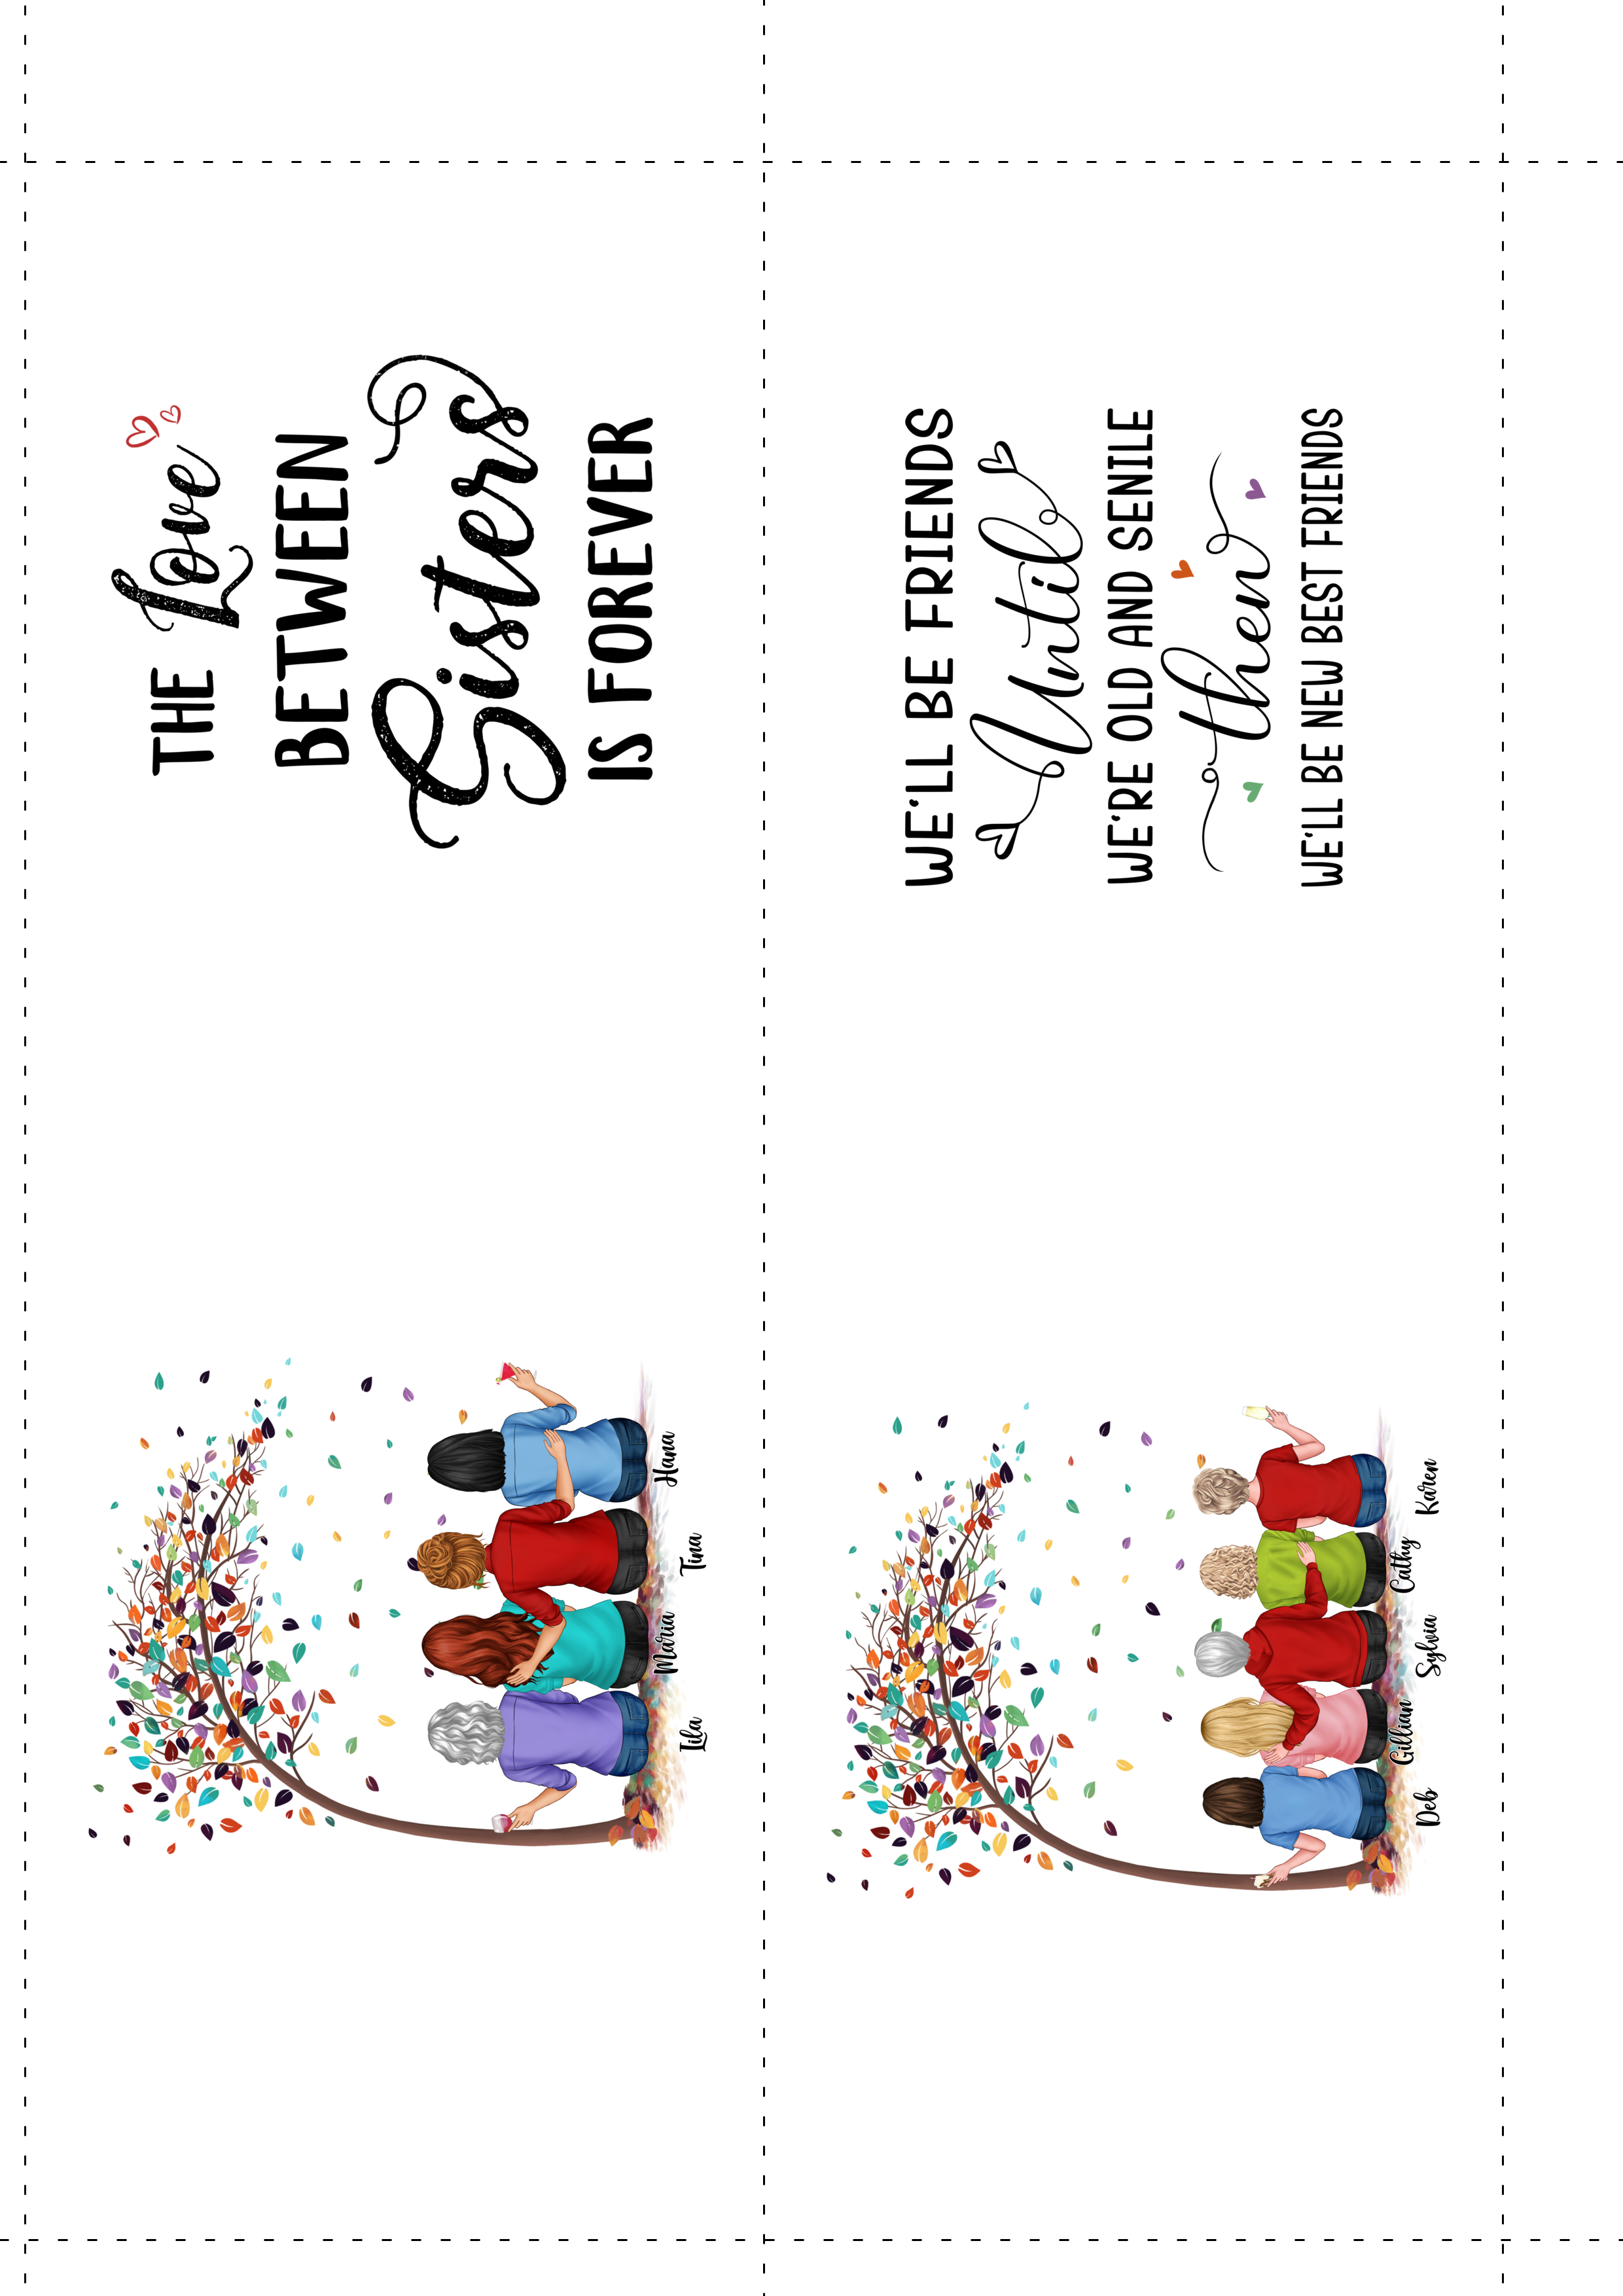 THE Love
BETWEEN
Sisters
IS FOREVER
Lila Maria Tina Hana
WE'LL BE FRIENDS
Until
WE'RE OLD AND SENILE
then
WE'LL BE NEW BEST FRIENDS
Deb Gillian Sylvia Cathy Karen